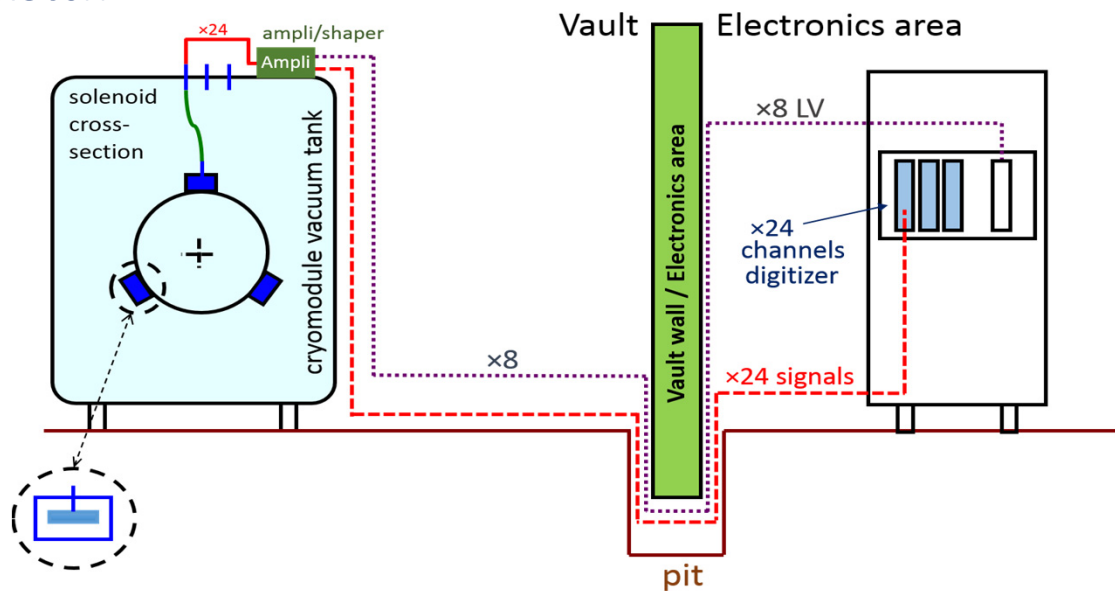 ×24
ampli/shaper
Ampli
Vault
Electronics area
solenoid
cross-
section
cryomodule vacuum tank
×8 LV
Vault wall / Electronics area
×24
channels
digitizer
×8
×24 signals
pit